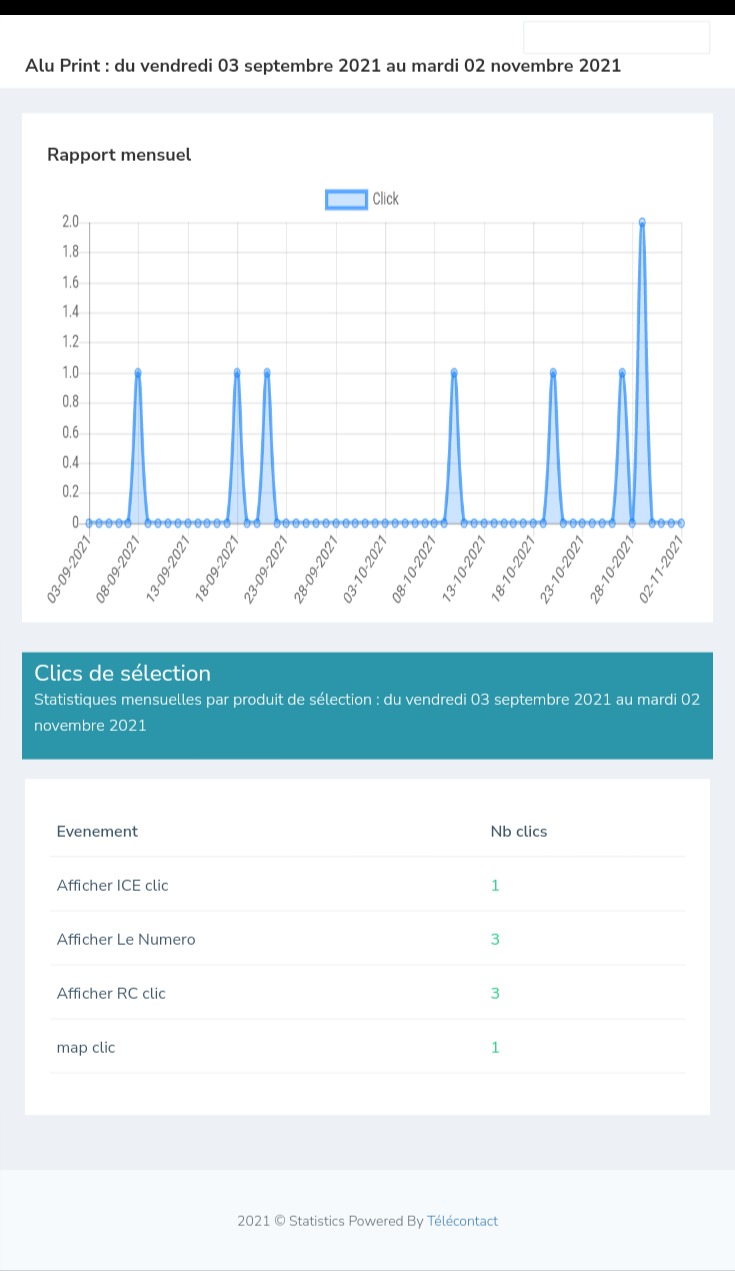 Alu Print : du vendredi 03 septembre 2021 au mardi 02 novembre 2021
Rapport mensuel
Click
2.0
1.8
1.6
1.4
1.2
1.0
0.8
0.6
0.4
0.2
0
03-09-2021
08-09-2021
13-09-2021
18-09-2021
23-09-2021
28-09-2021
03-10-2021
08-10-2021
13-10-2021
18-10-2021
23-10-2021
28-10-2021
02-11-2021
Clics de sélection
Statistiques mensuelles par produit de sélection : du vendredi 03 septembre 2021 au mardi 02
novembre 2021
Evenement Nb clics
Afficher ICE clic 1
Afficher Le Numero 3
Afficher RC clic 3
map clic 1
2021 © Statistics Powered By Télécontact